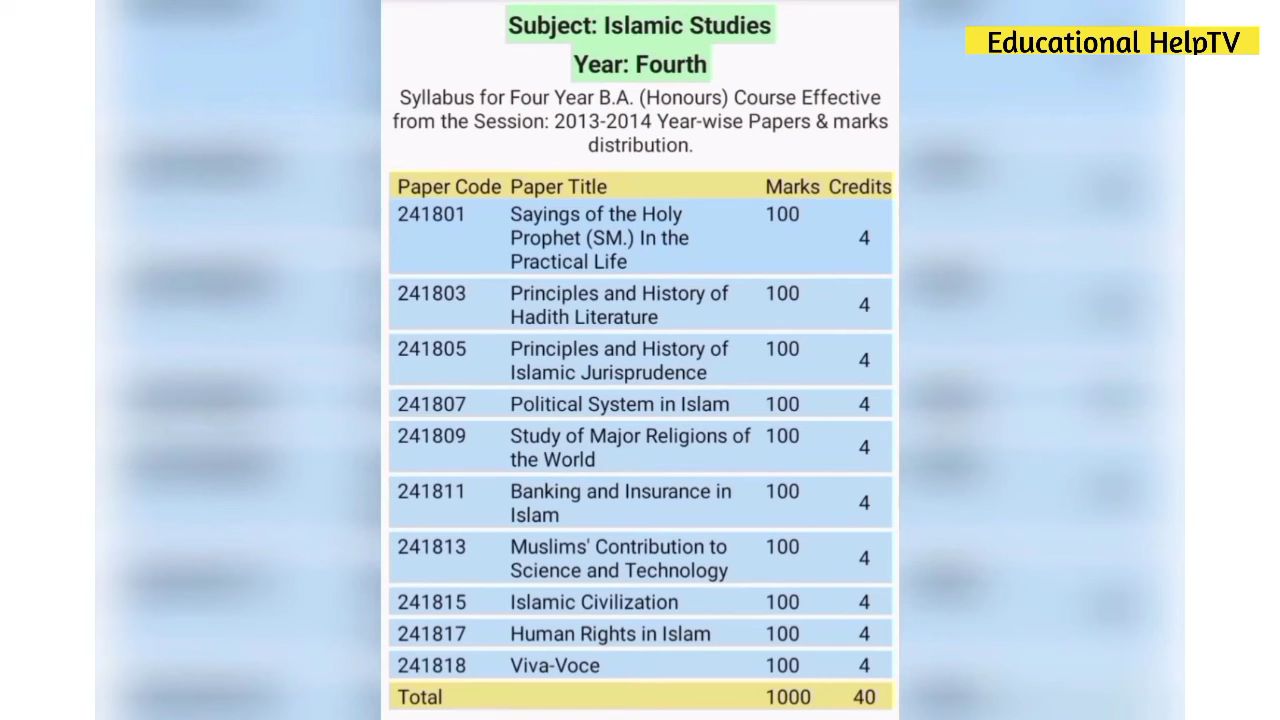 Subject: Islamic Studies
Educational HelpTV
Year: Fourth
Syllabus for Four Year B.A. (Honours) Course Effective
from the Session: 2013-2014 Year-wise Papers & marks
distribution.
Paper Code Paper Title Marks Credits
241801 Sayings of the Holy 100
Prophet (SM.) In the 4
Practical Life
241803 Principles and History of 100
Hadith Literature 4
241805 Principles and History of 100
Islamic Jurisprudence 4
241807 Political System in Islam 100 4
241809 Study of Major Religions of 100
the World 4
241811 Banking and Insurance in 100
Islam 4
241813 Muslims' Contribution to 100
Science and Technology 4
241815 Islamic Civilization 100 4
241817 Human Rights in Islam 100 4
241818 Viva-Voce 100 4
Total 1000 40